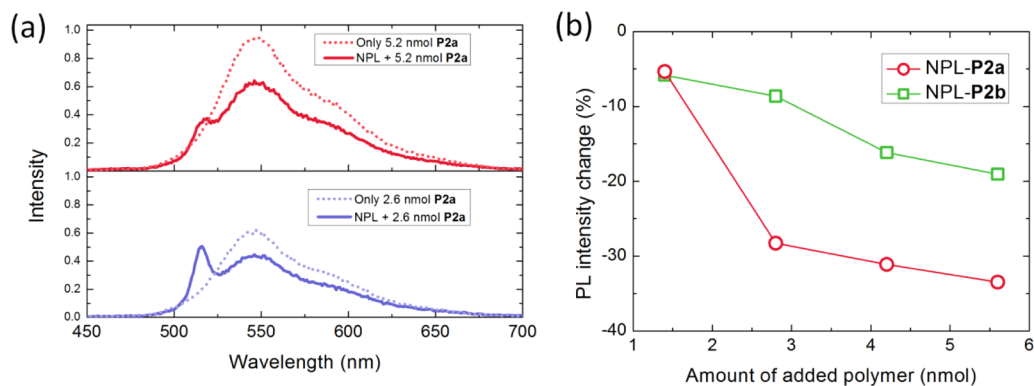 (a)
1.0
0.8
0.6
0.4
0.2
Only 5.2 nmol P2a
NPL + 5.2 nmol P2a
1.0
0.8
0.6
0.4
0.2
0.0
Only 2.6 nmol P2a
NPL + 2.6 nmol P2a
Intensity
450 500 550 600 650 700
Wavelength (nm)
(b)
0
-10
-20
-30
-40
PL intensity change (%)
NPL-P2a
NPL-P2b
1 2 3 4 5 6
Amount of added polymer (nmol)